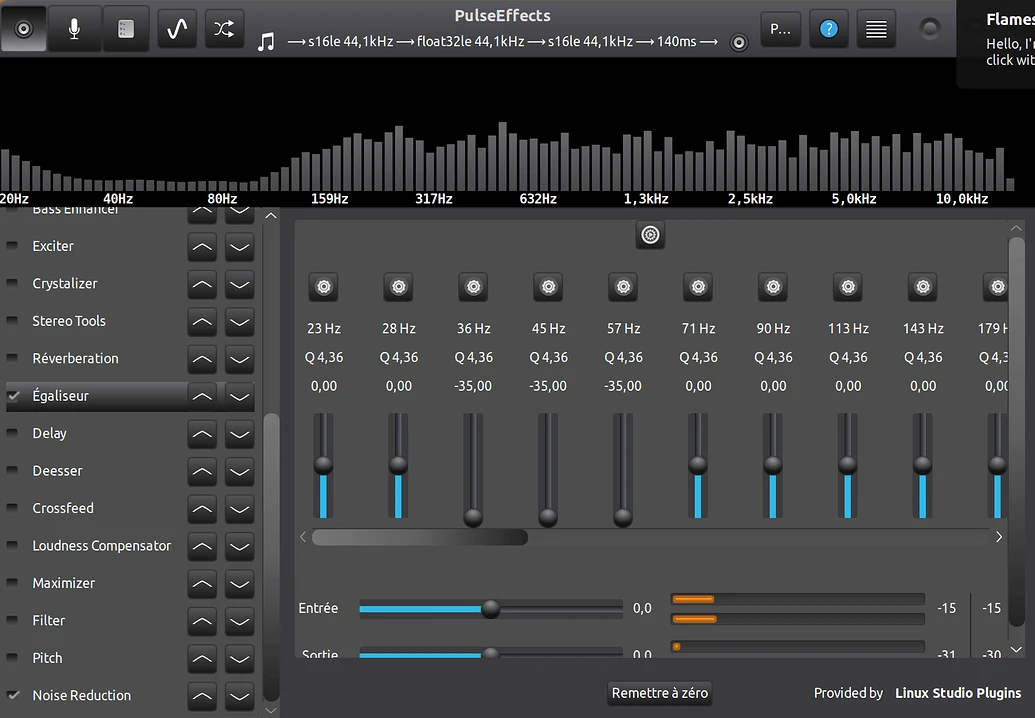 PulseEffects
s16le 44,1kHz float32le 44,1kHz s16le 44,1kHz 140ms
P... ?
Flames
Hello, I'm
click wit
20Hz 40Hz 80Hz 159Hz 317Hz 632Hz 1,3kHz 2,5kHz 5,0kHz 10,0kHz
Bass Enhancer
Exciter
Crystalizer
Stereo Tools
Réverberation
Égaliseur
Delay
Deesser
Crossfeed
Loudness Compensator
Maximizer
Filter
Pitch
Noise Reduction
23 Hz 28 Hz 36 Hz 45 Hz 57 Hz 71 Hz 90 Hz 113 Hz 143 Hz 179 H
Q 4,36 Q 4,36 Q 4,36 Q 4,36 Q 4,36 Q 4,36 Q 4,36 Q 4,36 Q 4,36 Q 4,3
0,00 0,00 -35,00 -35,00 -35,00 0,00 0,00 0,00 0,00 0,00
Entrée 0,0 -15 -15
Sortie 0,0 -31 -30
Remettre à zéro
Provided by Linux Studio Plugins